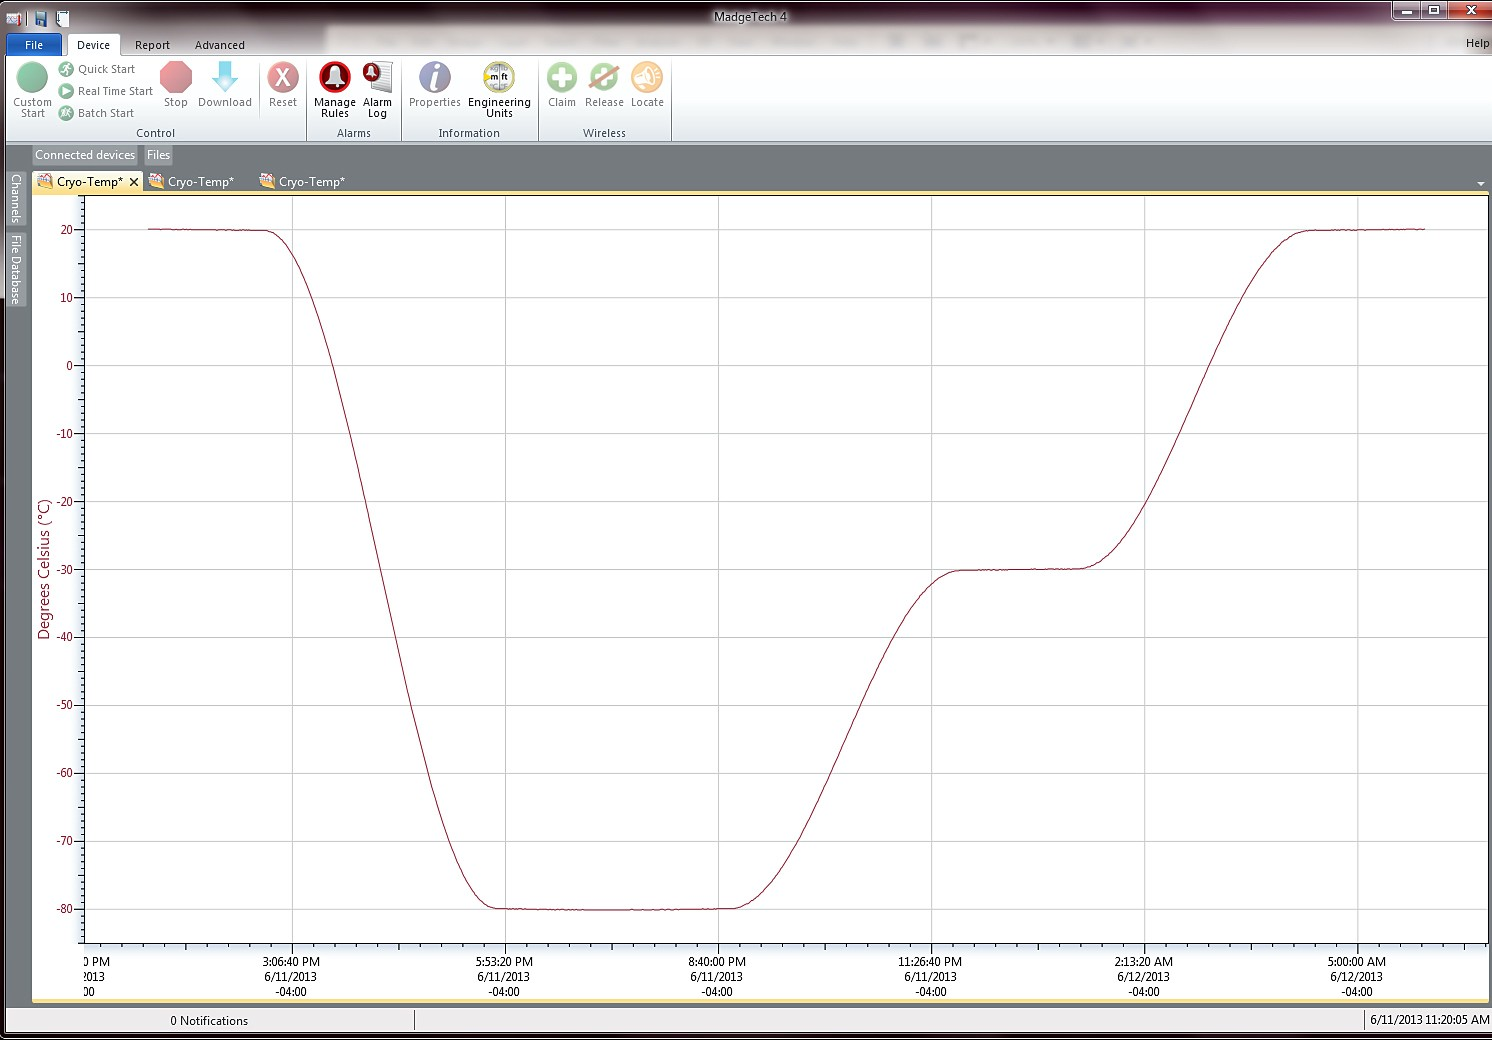 MadgeTech 4
File Device Report Advanced Help
Custom Start
Quick Start
Real Time Start
Batch Start
Stop
Download
Reset
Manage Rules
Alarm Log
Properties
Engineering Units
Claim
Release
Locate
Control Alarms Information Wireless
Connected devices Files
Channels
File Database
Cryo-Temp* Cryo-Temp* Cryo-Temp*
Degrees Celsius (°C)
20
10
0
-10
-20
-30
-40
-50
-60
-70
-80
0 PM 3:06:40 PM 5:53:20 PM 8:40:00 PM 11:26:40 PM 2:13:20 AM 5:00:00 AM
2013 6/11/2013 6/11/2013 6/11/2013 6/11/2013 6/12/2013 6/12/2013
00 -04:00 -04:00 -04:00 -04:00 -04:00 -04:00
0 Notifications 6/11/2013 11:20:05 AM